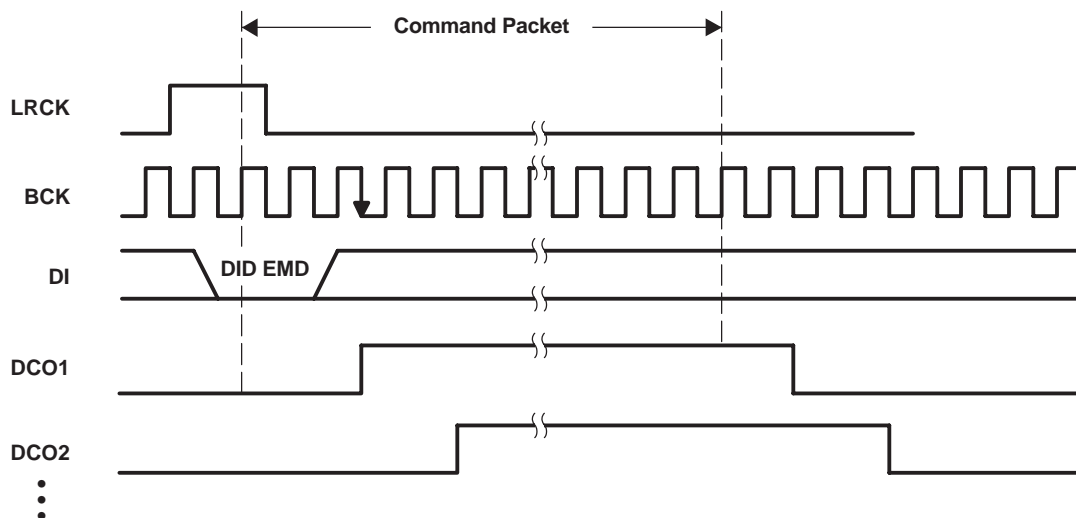 Command Packet
LRCK
BCK
DI
DID EMD
DCO1
DCO2